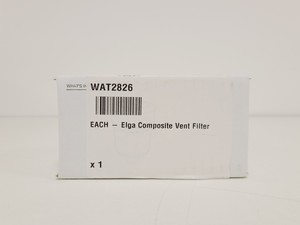 WAT2826
EACH – Elga Composite Vent Filter
x 1